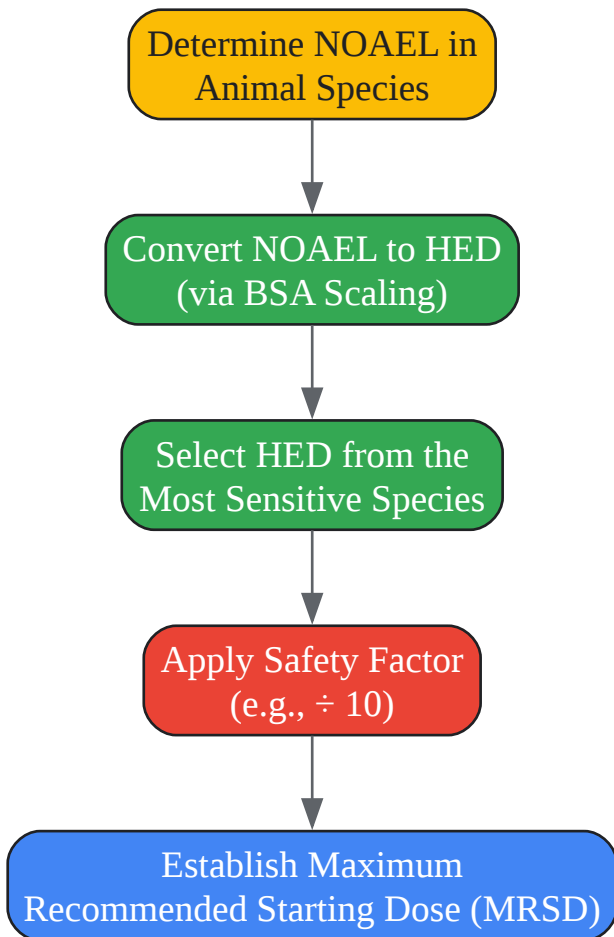 Determine NOAEL in
Animal Species
Convert NOAEL to HED
(via BSA Scaling)
Select HED from the
Most Sensitive Species
Apply Safety Factor
(e.g., ÷ 10)
Establish Maximum
Recommended Starting Dose (MRSD)